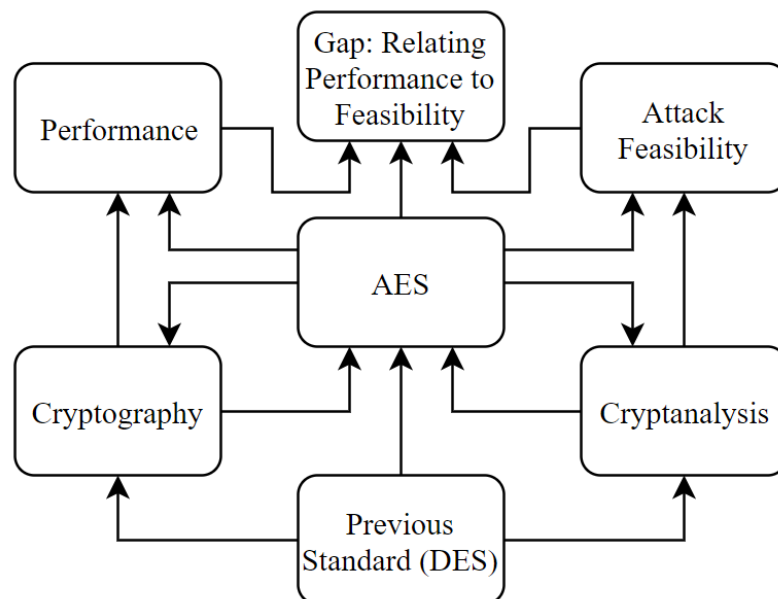 Gap: Relating
Performance to
Feasibility
Performance
Attack
Feasibility
AES
Cryptography
Cryptanalysis
Previous
Standard (DES)